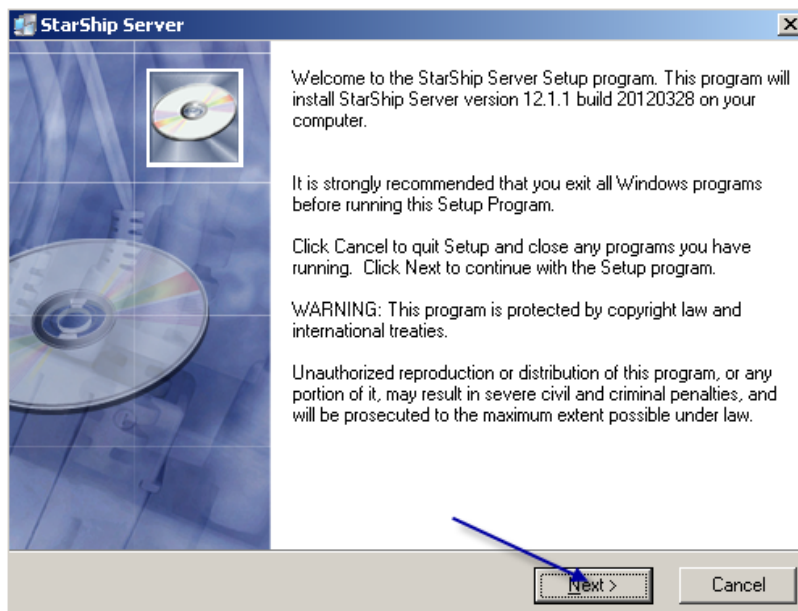 StarShip Server
Welcome to the StarShip Server Setup program. This program will
install StarShip Server version 12.1.1 build 20120328 on your
computer.
It is strongly recommended that you exit all Windows programs
before running this Setup Program.
Click Cancel to quit Setup and close any programs you have
running. Click Next to continue with the Setup program.
WARNING: This program is protected by copyright law and
international treaties.
Unauthorized reproduction or distribution of this program, or any
portion of it, may result in severe civil and criminal penalties, and
will be prosecuted to the maximum extent possible under law.
Next >
Cancel